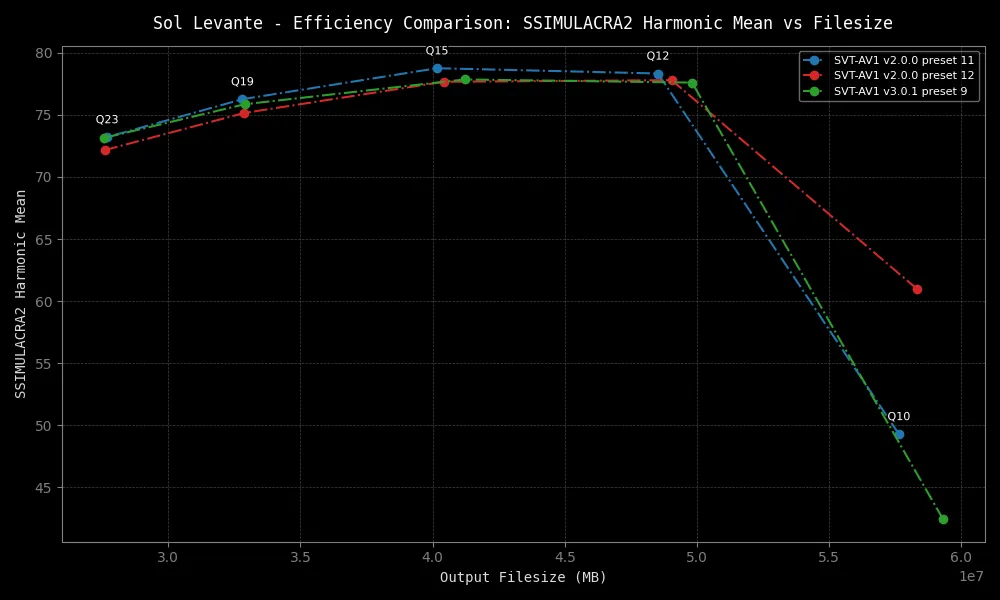 Sol Levante - Efficiency Comparison: SSIMULACRA2 Harmonic Mean vs Filesize
SVT-AV1 v2.0.0 preset 11
SVT-AV1 v2.0.0 preset 12
SVT-AV1 v3.0.1 preset 9
Q23
Q19
Q15
Q12
Q10
SSIMULACRA2 Harmonic Mean
80
75
70
65
60
55
50
45
3.0 3.5 4.0 4.5 5.0 5.5 6.0
1e7
Output Filesize (MB)